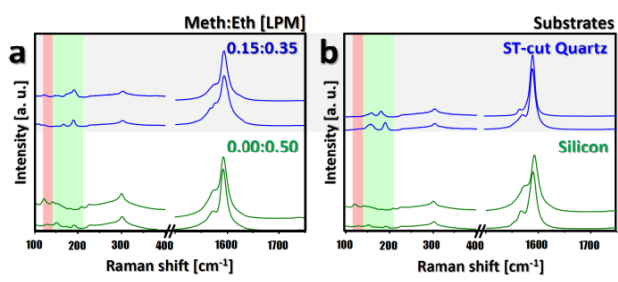 Meth:Eth [LPM]
a
0.15:0.35
0.00:0.50
Intensity [a. u.]
100 200 300 400 1600 1700
Raman shift [cm-1]
Substrates
b
ST-cut Quartz
Silicon
Intensity [a. u.]
100 200 300 400 1600 1700
Raman shift [cm-1]